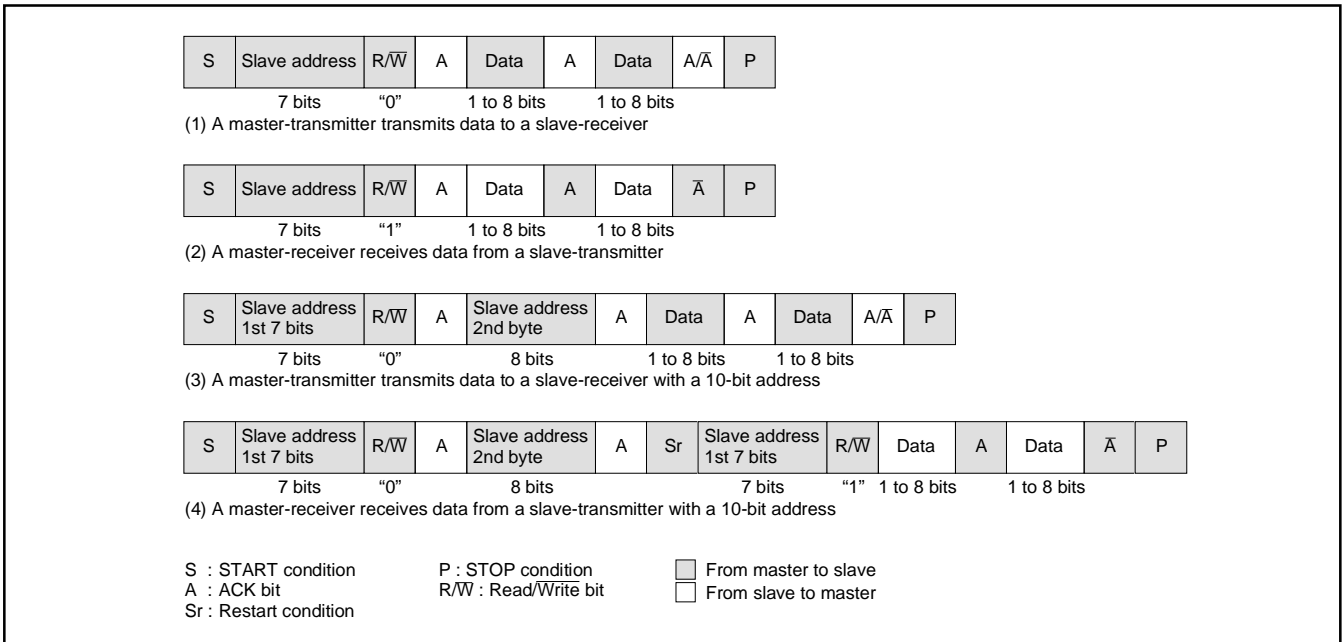 S Slave address R/W̅ A Data A Data A/A̅ P
7 bits “0” 1 to 8 bits 1 to 8 bits
(1) A master-transmitter transmits data to a slave-receiver
S Slave address R/W̅ A Data A Data A̅ P
7 bits “1” 1 to 8 bits 1 to 8 bits
(2) A master-receiver receives data from a slave-transmitter
S Slave address 1st 7 bits R/W̅ A Slave address 2nd byte A Data A Data A/A̅ P
7 bits “0” 8 bits 1 to 8 bits 1 to 8 bits
(3) A master-transmitter transmits data to a slave-receiver with a 10-bit address
S Slave address 1st 7 bits R/W̅ A Slave address 2nd byte A Sr Slave address 1st 7 bits R/W̅ Data A Data A̅ P
7 bits “0” 8 bits 7 bits “1” 1 to 8 bits 1 to 8 bits
(4) A master-receiver receives data from a slave-transmitter with a 10-bit address
S : START condition P : STOP condition From master to slave
A : ACK bit R/W̅ : Read/W̅r̅i̅t̅e̅ bit From slave to master
Sr : Restart condition